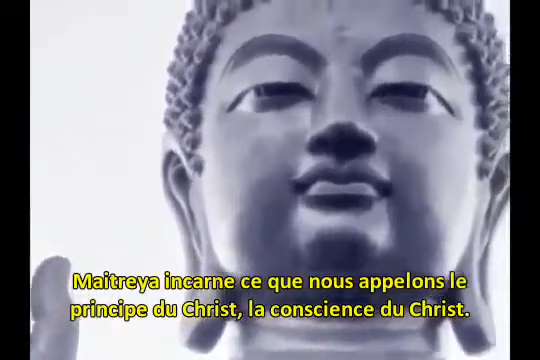 Maitreya incarne ce que nous appelons le
principe du Christ, la conscience du Christ.